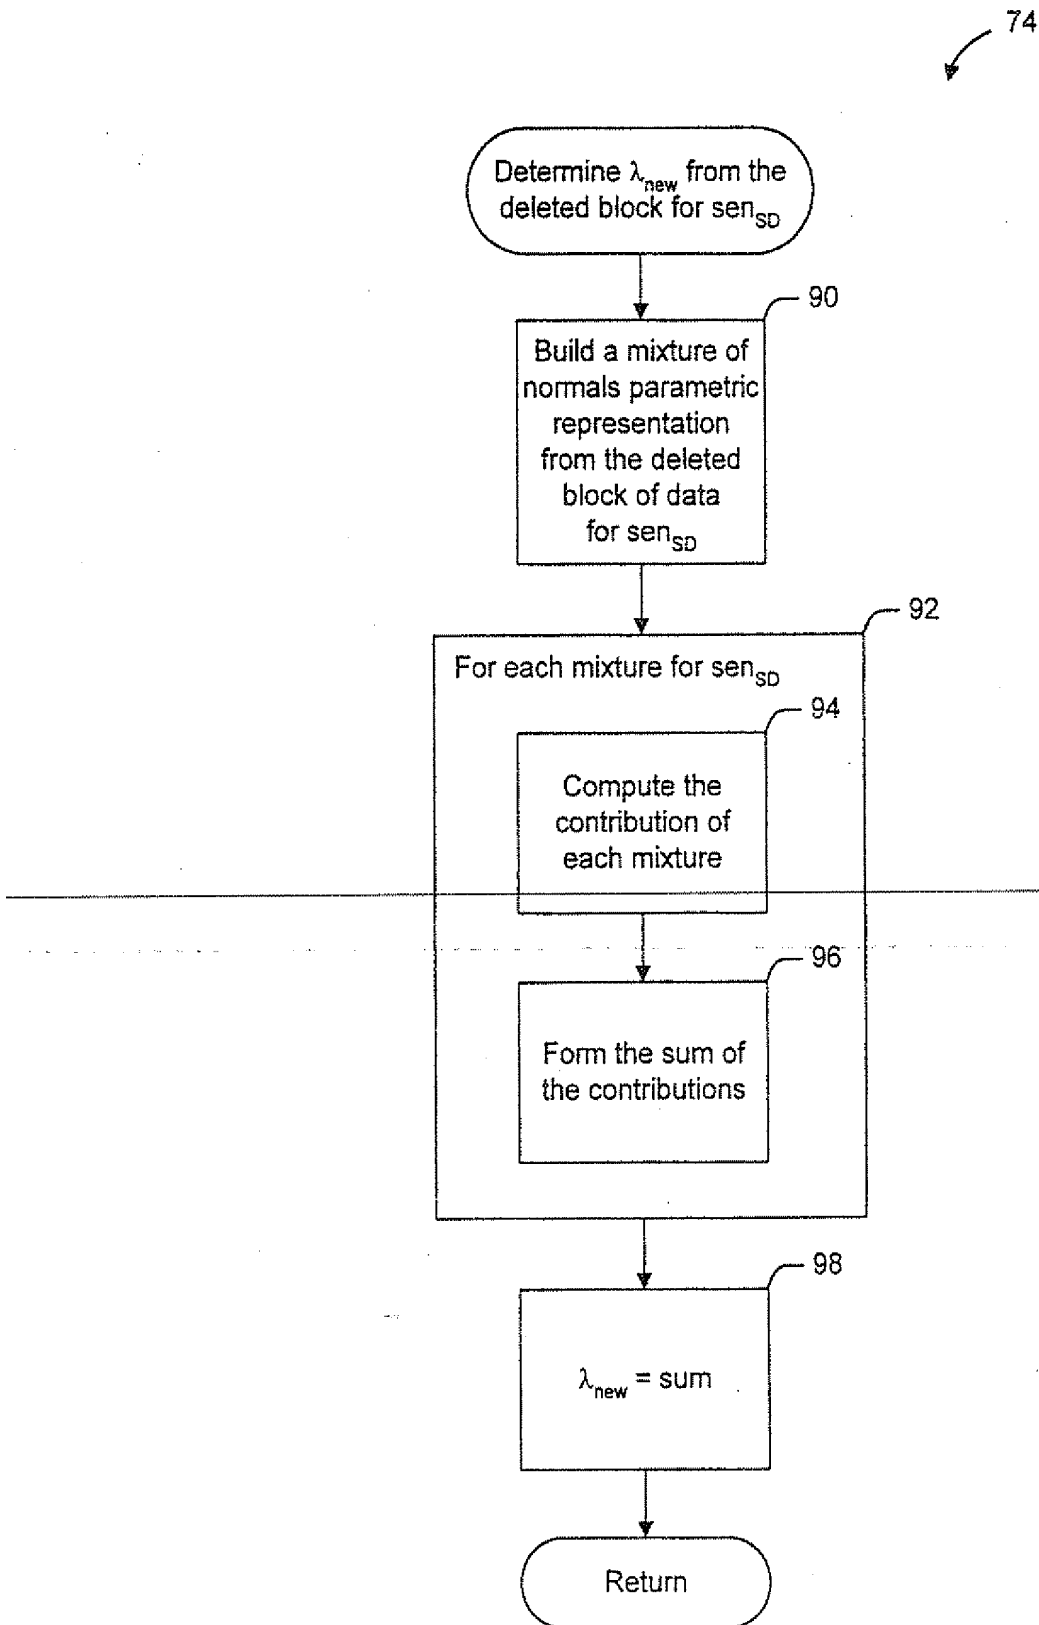 74
Determine λnew from the
deleted block for senSD
90
Build a mixture of
normals parametric
representation
from the deleted
block of data
for senSD
92
For each mixture for senSD
94
Compute the
contribution of
each mixture
96
Form the sum of
the contributions
98
λnew = sum
Return